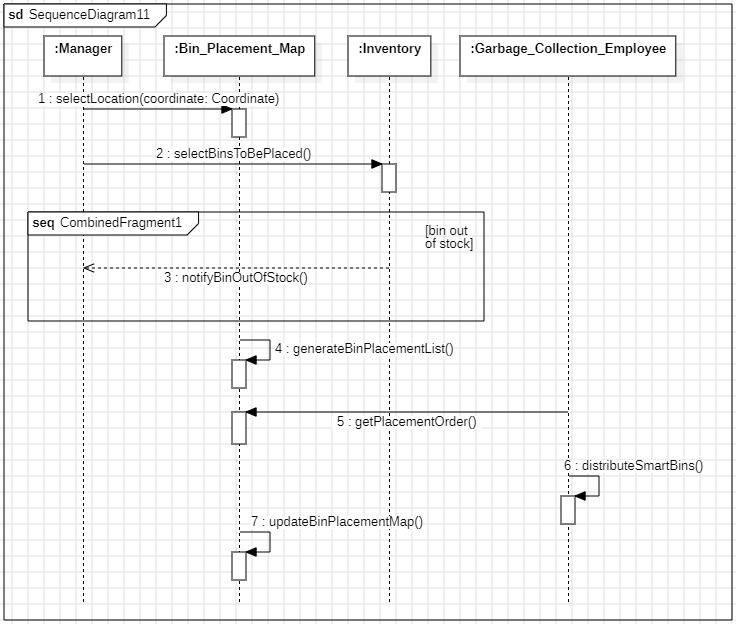 sd SequenceDiagram11
:Manager
:Bin_Placement_Map
:Inventory
:Garbage_Collection_Employee
1 : selectLocation(coordinate: Coordinate)
2 : selectBinsToBePlaced()
seq CombinedFragment1
[bin out
of stock]
3 : notifyBinOutOfStock()
4 : generateBinPlacementList()
5 : getPlacementOrder()
6 : distributeSmartBins()
7 : updateBinPlacementMap()